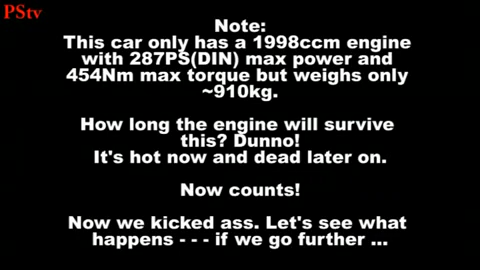 PStv
Note:
This car only has a 1998ccm engine
with 287PS(DIN) max power and
454Nm max torque but weighs only
~910kg.
How long the engine will survive
this? Dunno!
It's hot now and dead later on.
Now counts!
Now we kicked ass. Let's see what
happens - - - if we go further ...